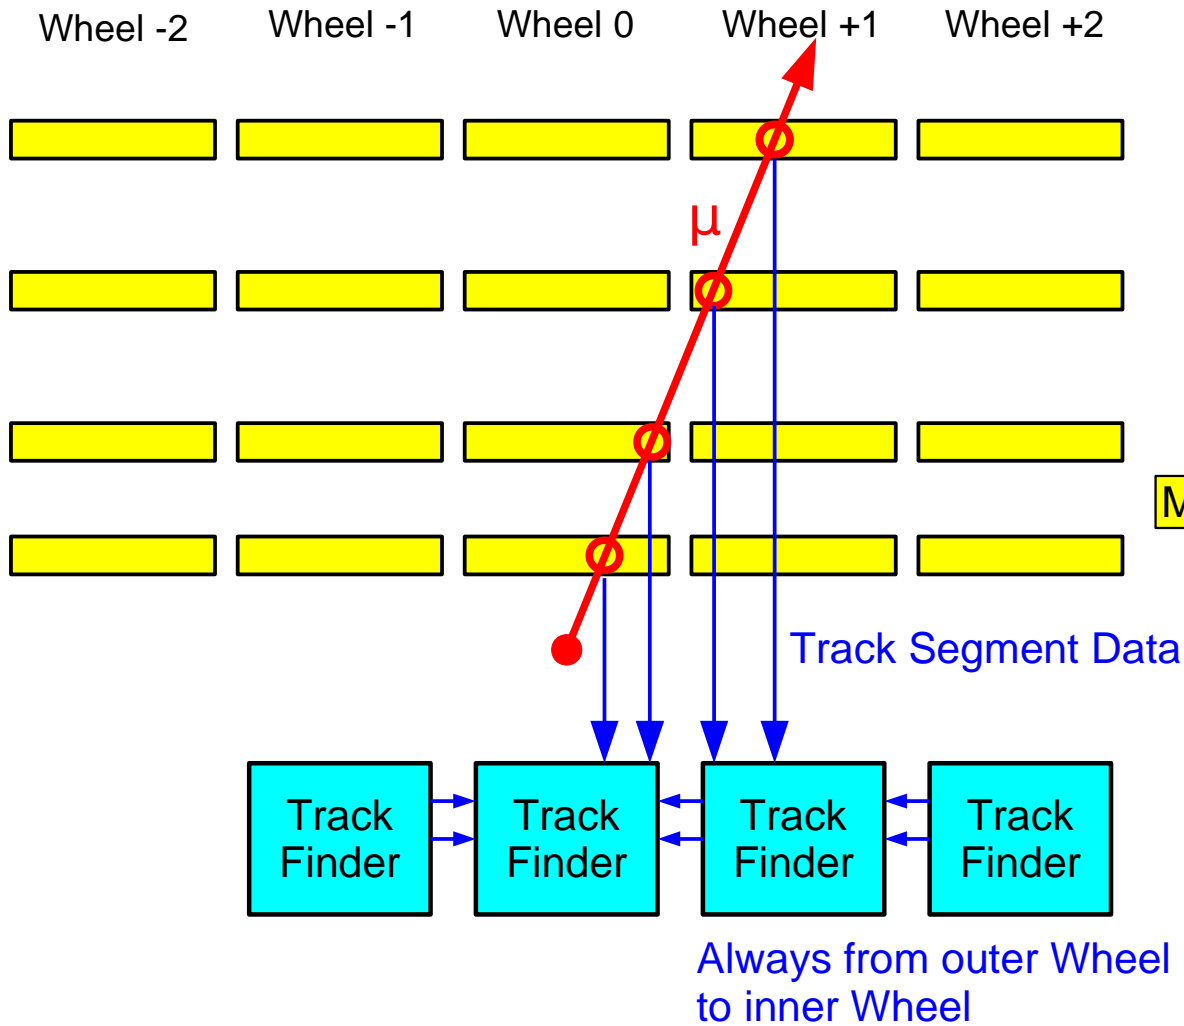 Wheel -2 Wheel -1 Wheel 0 Wheel +1 Wheel +2
µ
M
Track Segment Data
Track Finder
Track Finder
Track Finder
Track Finder
Always from outer Wheel
to inner Wheel